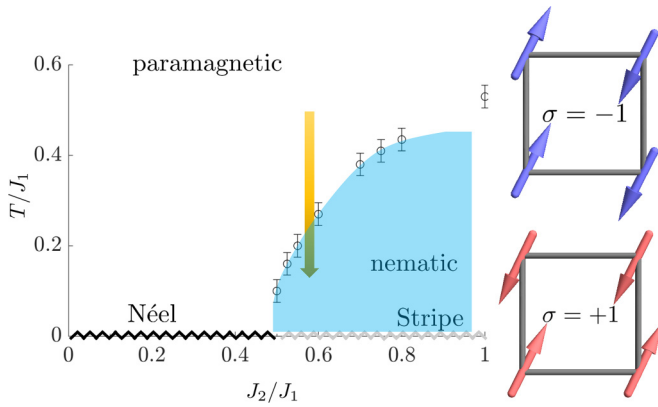 0.6
paramagnetic
σ = −1
0.4
T/J₁
0.2
nematic
σ = +1
Néel
Stripe
0
0
0.2
0.4
0.6
0.8
1
J₂/J₁